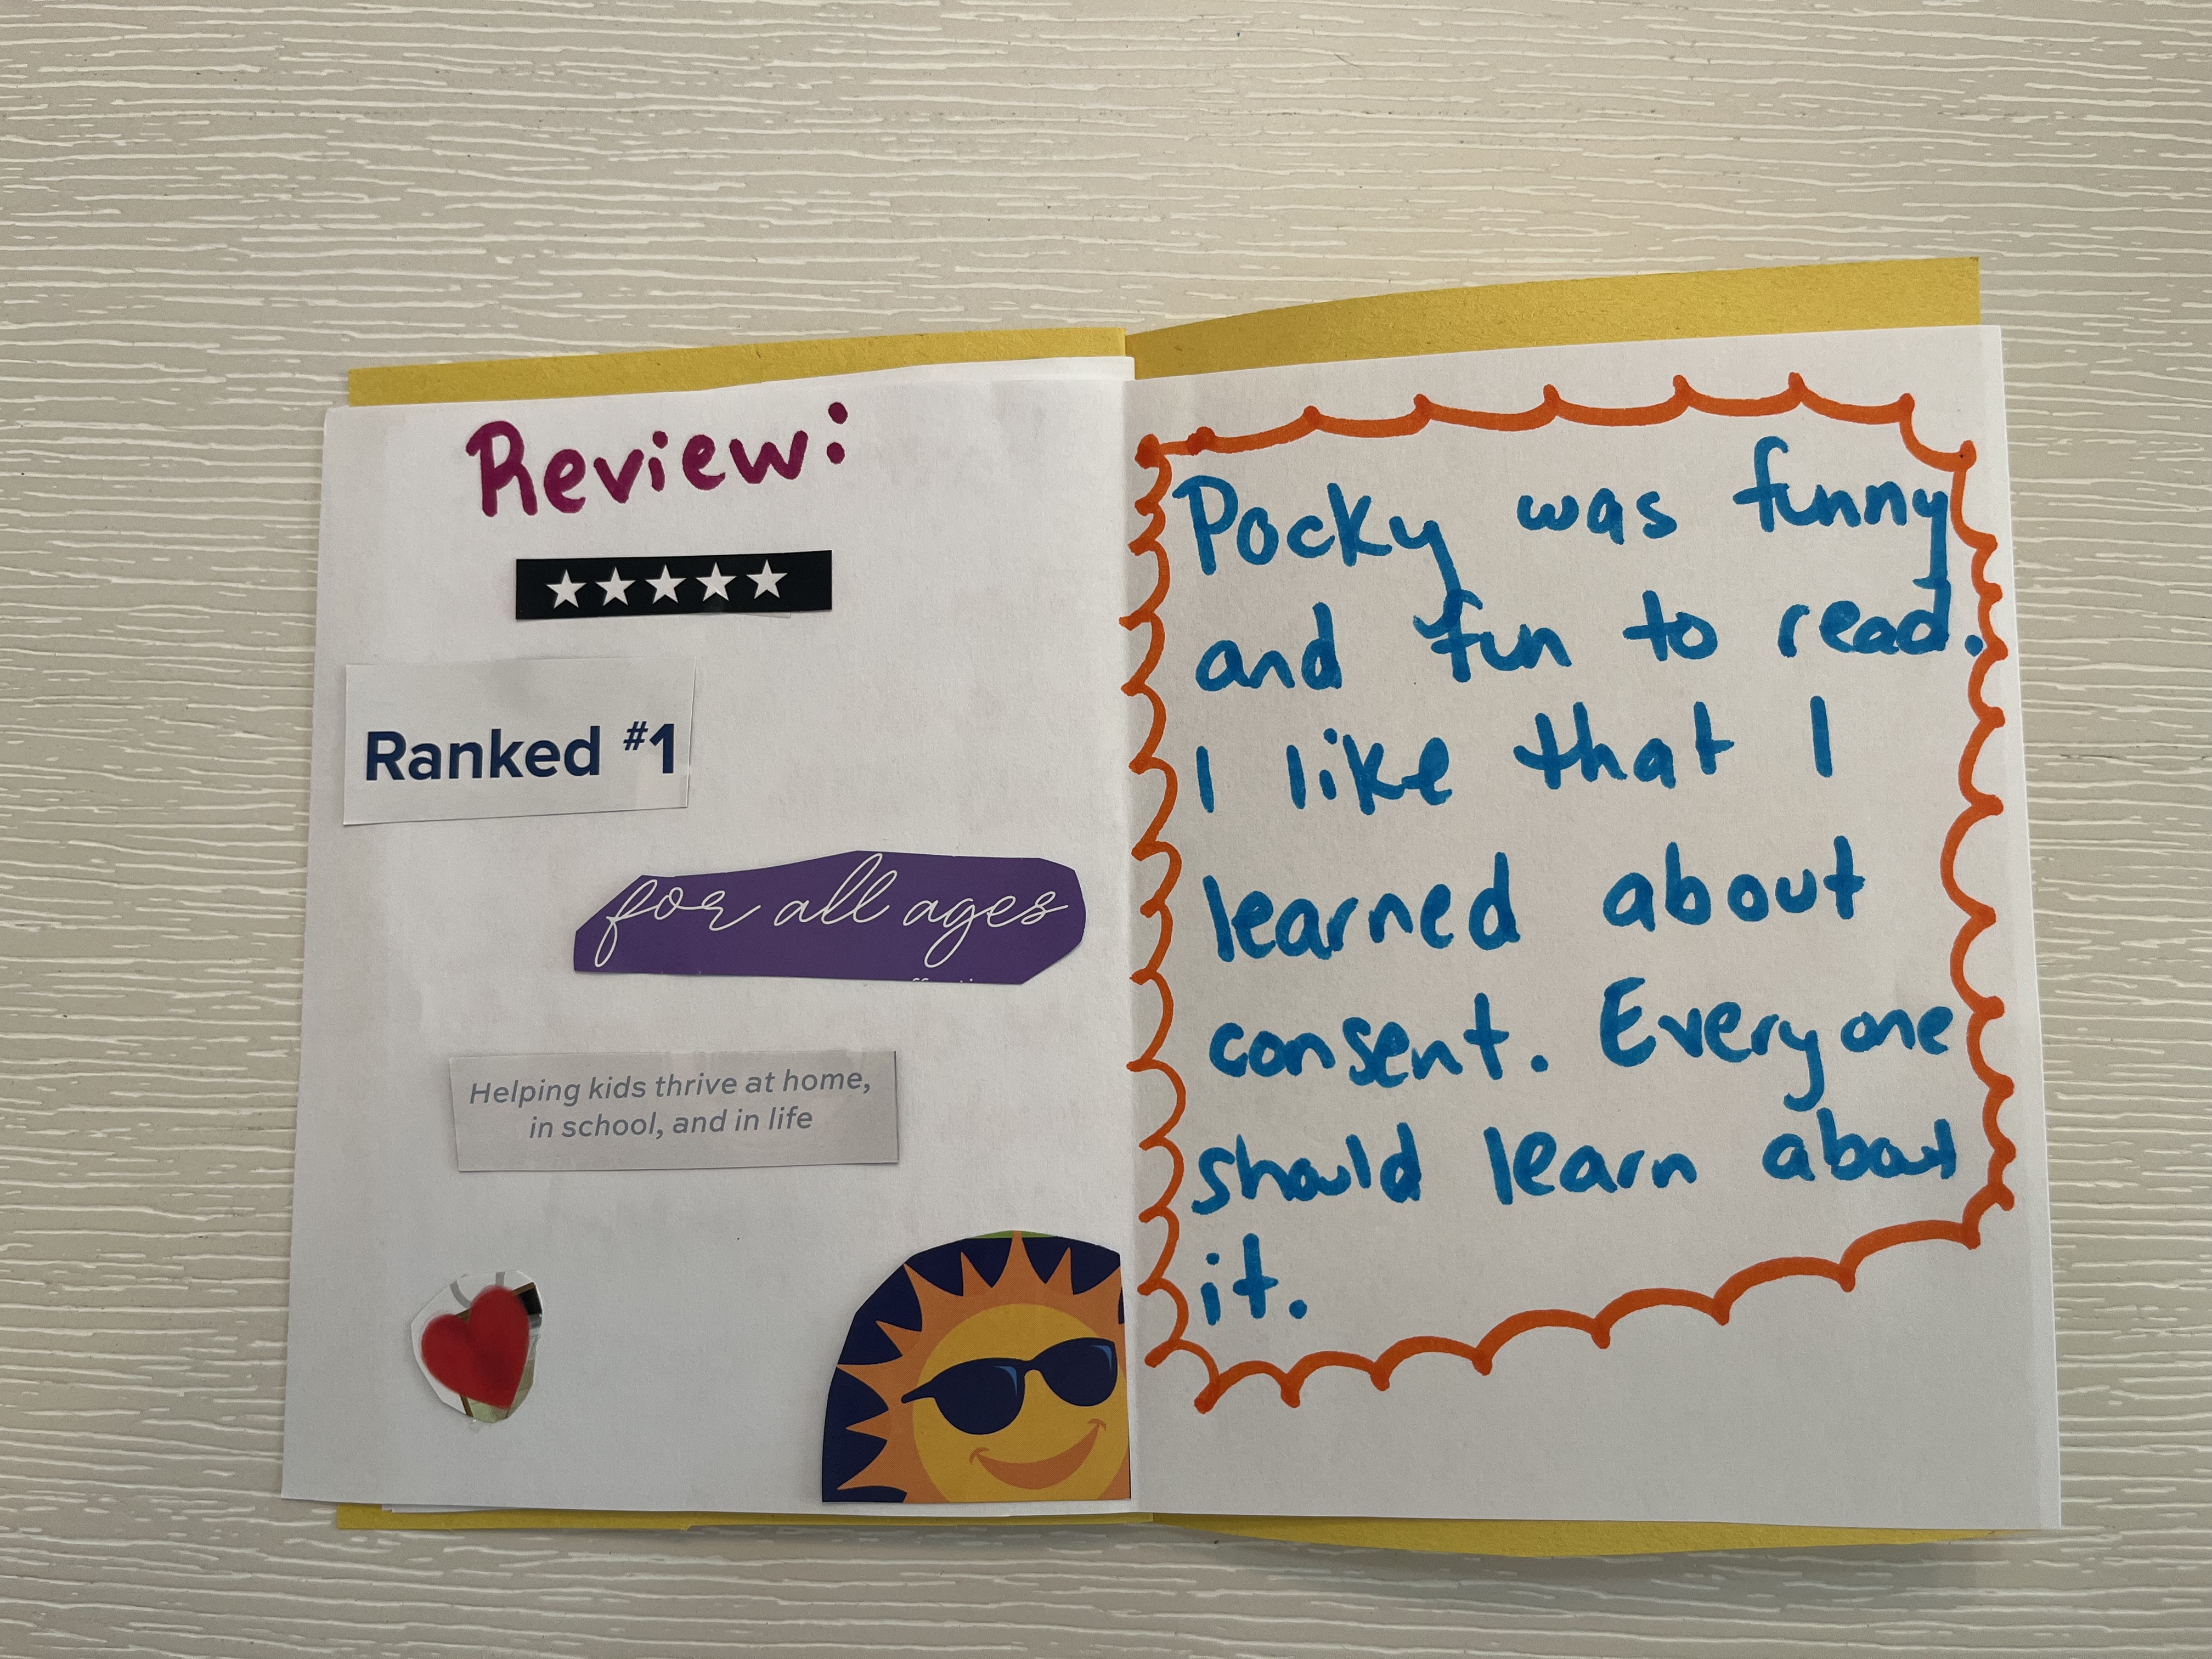 Review:
Ranked #1
for all ages
Helping kids thrive at home,
in school, and in life
Pocky was funny
and fun to read.
I like that I
learned about
consent. Everyone
should learn about
it.